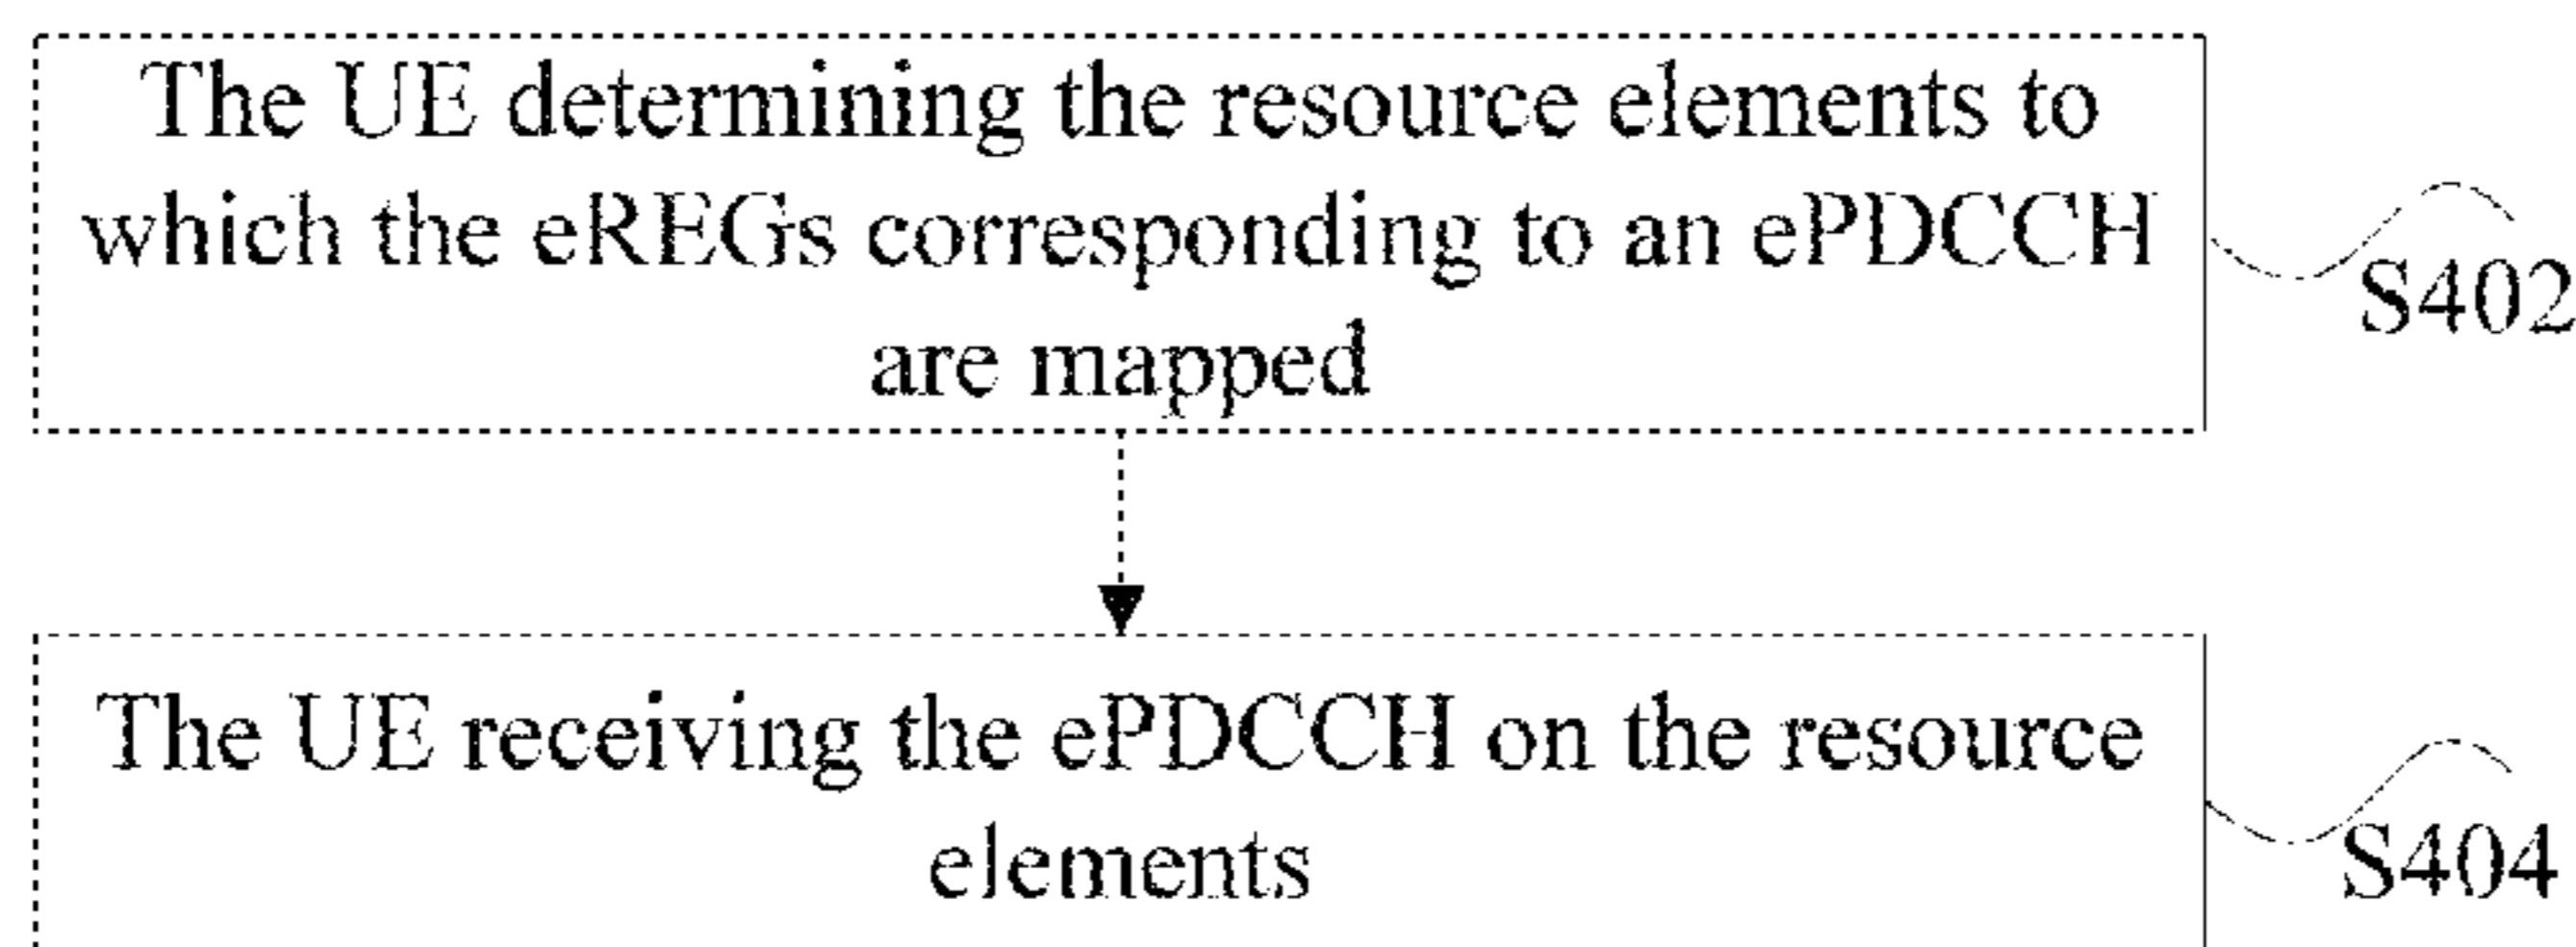 The UE determining the resource elements to
which the eREGs corresponding to an ePDCCH
are mapped
S402
The UE receiving the ePDCCH on the resource
elements
S404